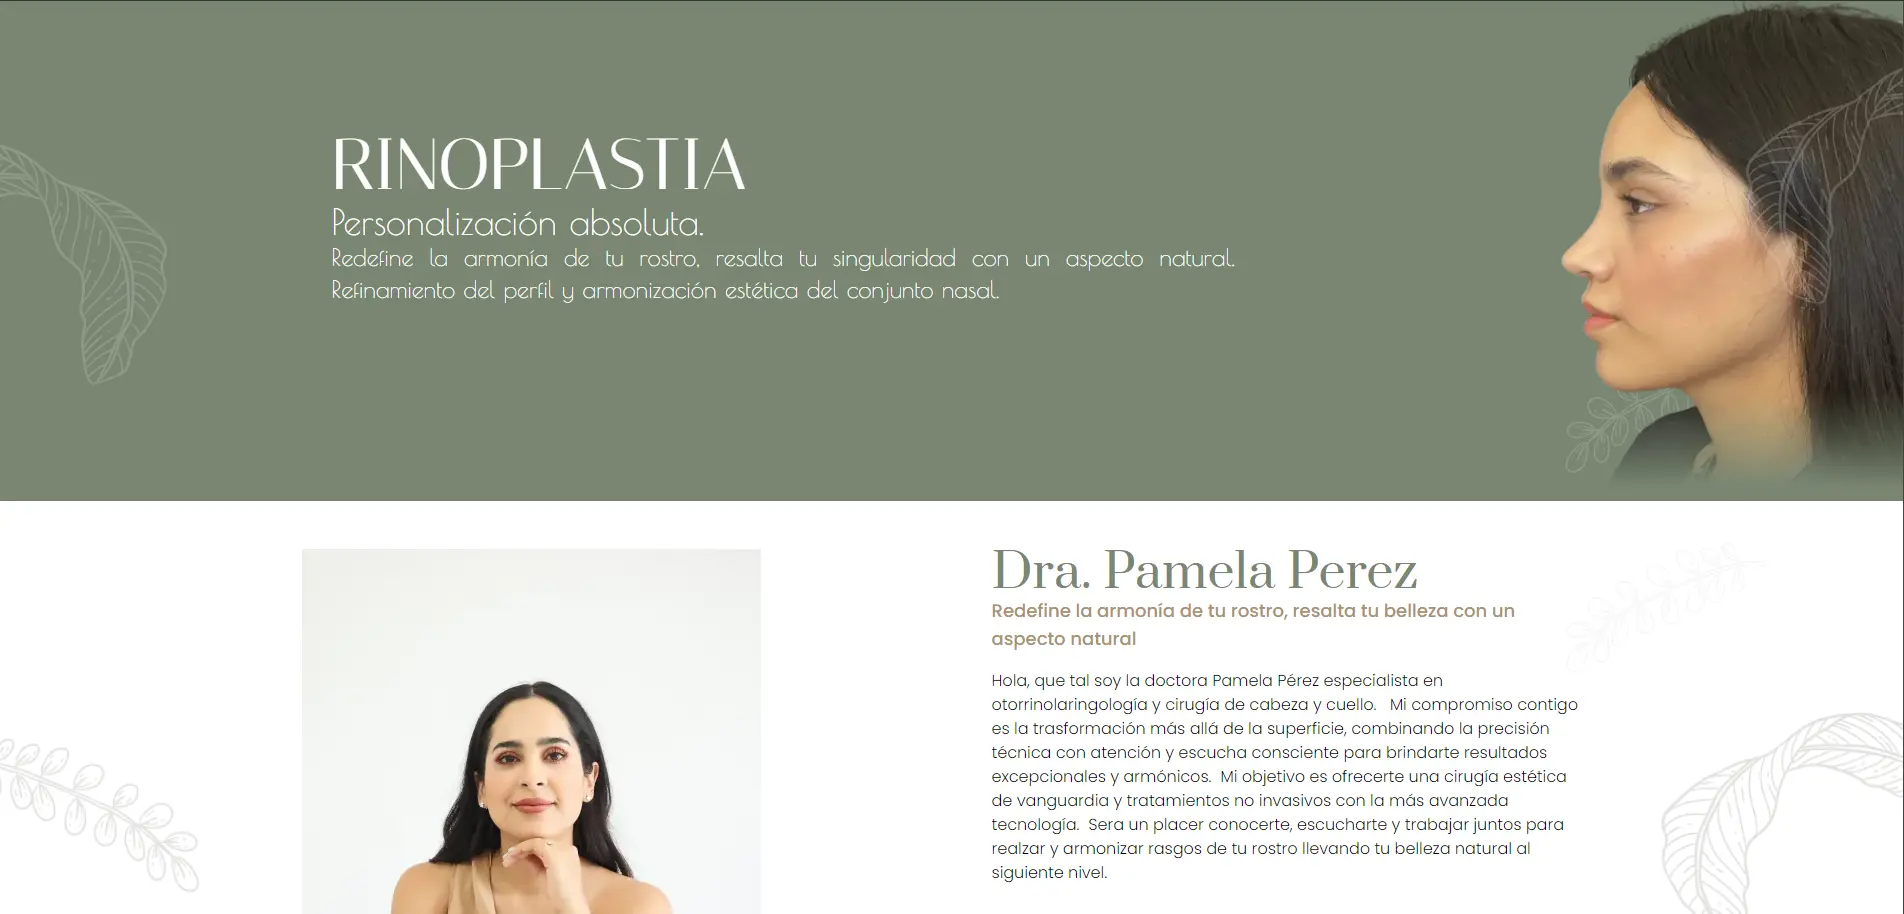 RINOPLASTIA
Personalización absoluta.
Redefine la armonía de tu rostro, resalta tu singularidad con un aspecto natural.
Refinamiento del perfil y armonización estética del conjunto nasal.
Dra. Pamela Perez
Redefine la armonía de tu rostro, resalta tu belleza con un
aspecto natural
Hola, que tal soy la doctora Pamela Pérez especialista en
otorrinolaringología y cirugía de cabeza y cuello. Mi compromiso contigo
es la trasformación más allá de la superficie, combinando la precisión
técnica con atención y escucha consciente para brindarte resultados
excepcionales y armónicos. Mi objetivo es ofrecerte una cirugía estética
de vanguardia y tratamientos no invasivos con la más avanzada
tecnología. Sera un placer conocerte, escucharte y trabajar juntos para
realzar y armonizar rasgos de tu rostro llevando tu belleza natural al
siguiente nivel.